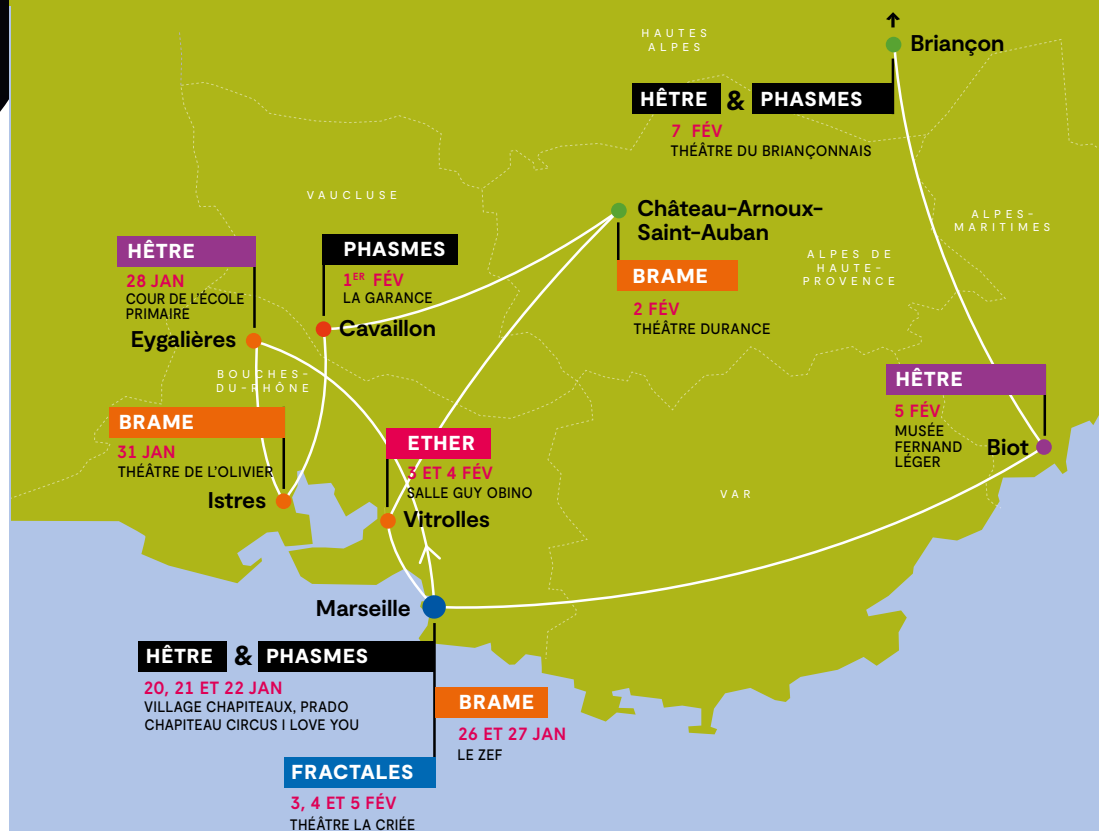 HAUTES
ALPES
Briançon
HÊTRE & PHASMES
7 FÉV
THÉÂTRE DU BRIANÇONNAIS
VAUCLUSE
Château-Arnoux-
Saint-Auban
BRAME
2 FÉV
THÉÂTRE DURANCE
ALPES-
MARITIMES
ALPES DE
HAUTE-
PROVENCE
HÊTRE
28 JAN
COUR DE L'ÉCOLE
PRIMAIRE
Eygalières
PHASMES
1ER FÉV
LA GARANCE
Cavaillon
BOUCHES-
DU-RHÔNE
BRAME
31 JAN
THÉÂTRE DE L'OLIVIER
Istres
ETHER
3 ET 4 FÉV
SALLE GUY OBINO
Vitrolles
HÊTRE
5 FÉV
MUSÉE
FERNAND
LÉGER
Biot
VAR
Marseille
HÊTRE & PHASMES
20, 21 ET 22 JAN
VILLAGE CHAPITEAUX, PRADO
CHAPITEAU CIRCUS I LOVE YOU
BRAME
26 ET 27 JAN
LE ZEF
FRACTALES
3, 4 ET 5 FÉV
THÉÂTRE LA CRIÉE